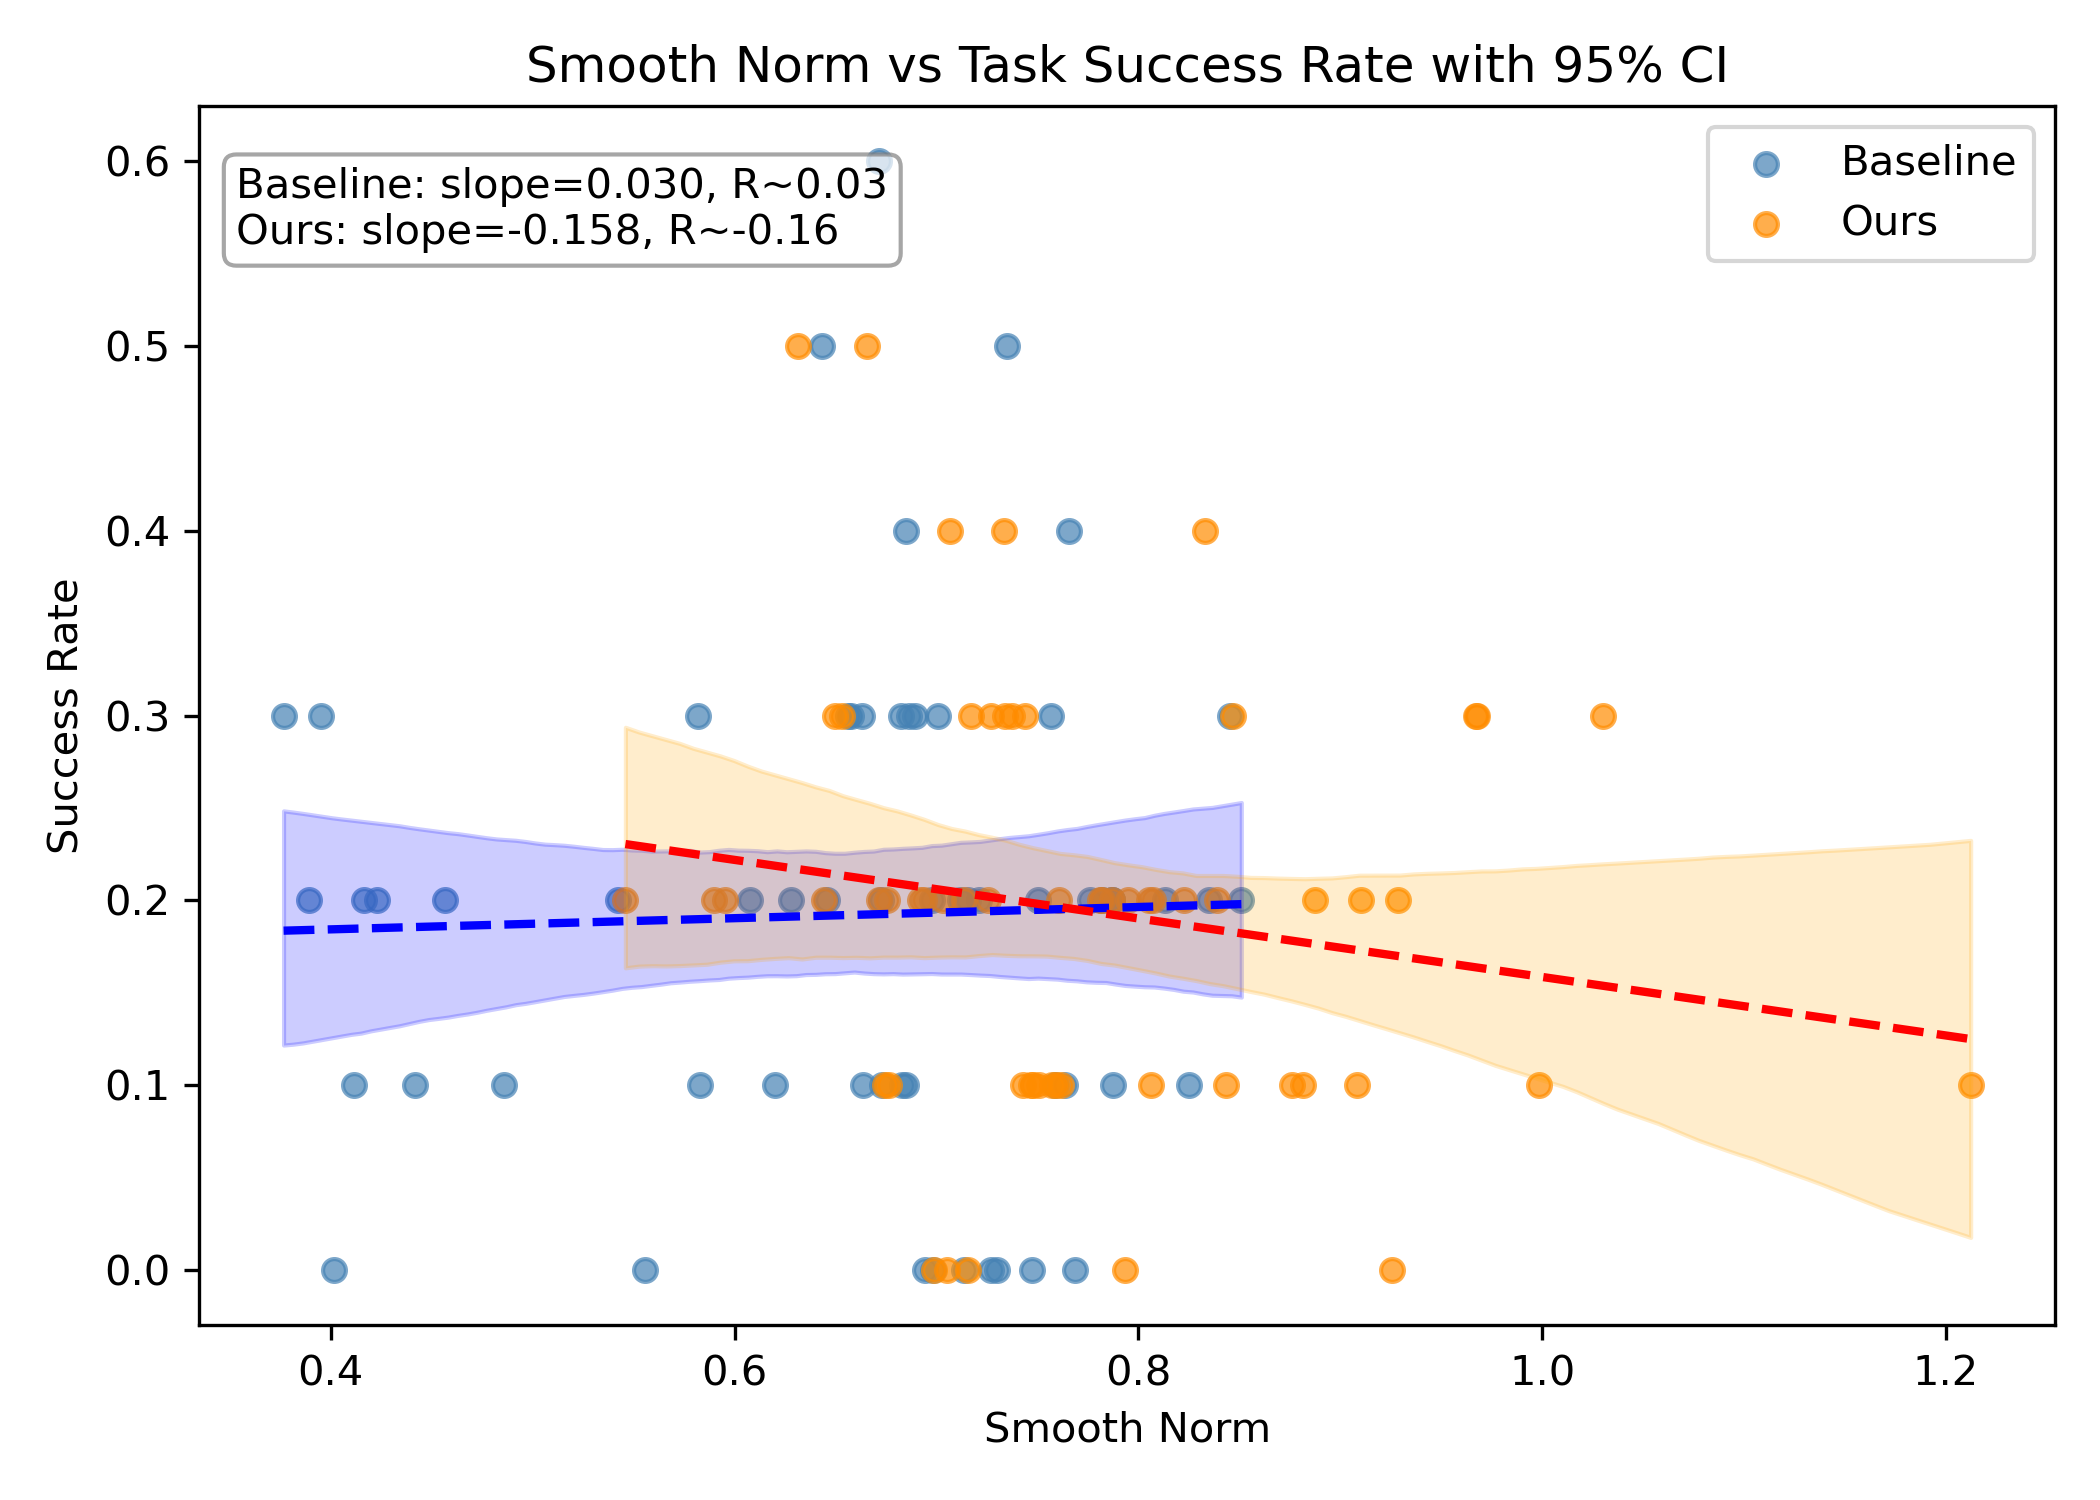 Smooth Norm vs Task Success Rate with 95% CI
Baseline: slope=0.030, R~0.03
Ours: slope=-0.158, R~-0.16
Baseline
Ours
Success Rate
0.6
0.5
0.4
0.3
0.2
0.1
0.0
0.4
0.6
0.8
1.0
1.2
Smooth Norm